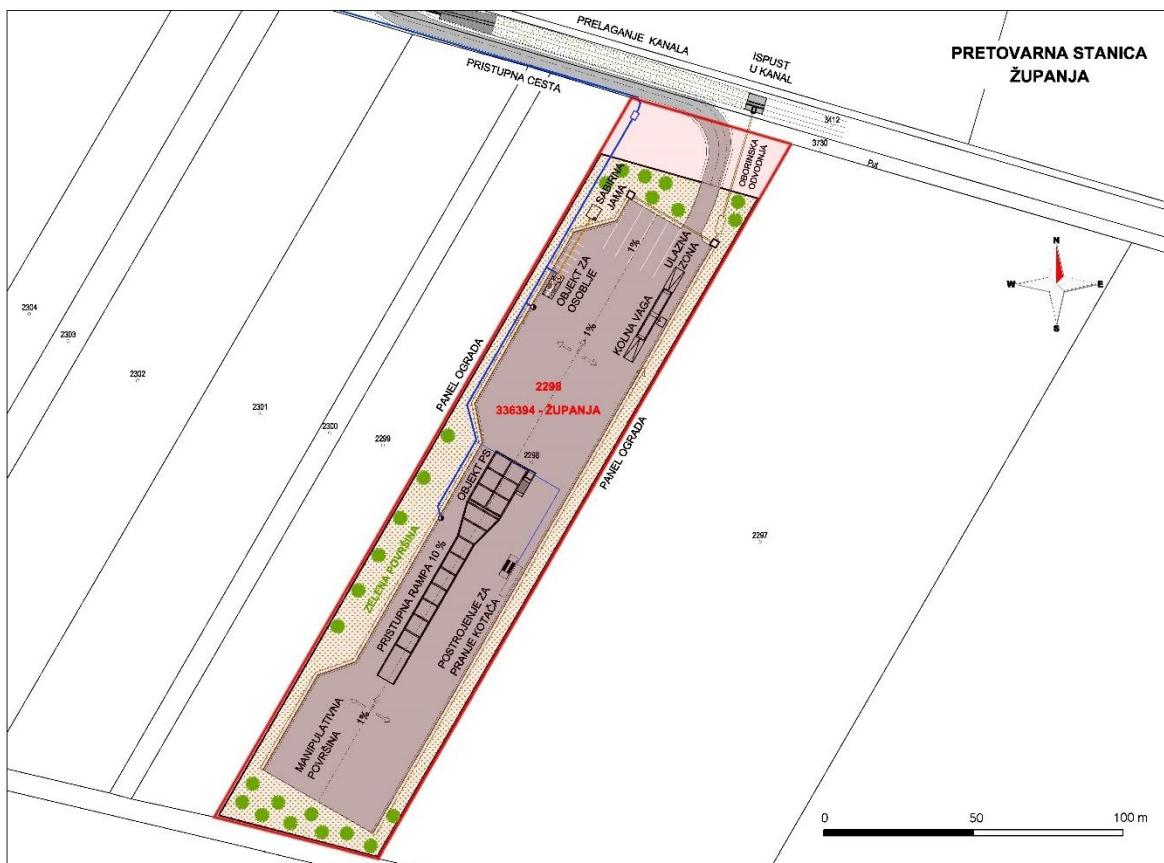 PRELAGANJE KANALA
ISPUST
U KANAL
PRETOVARNA STANICA
ŽUPANJA
PRISTUPNA CESTA
3412
3730
Put
OBORINSKA
ODVODNJA
SABIRNA
JAMA
1%
ULAZNA
ZONA
OBJEKT ZA
OSOBLJE
N
W
E
S
KOLNA VAGA
1%
2304
2303
2302
2301
2300
2299
PANEL OGRADA
2298
336394 - ŽUPANJA
PANEL OGRADA
2298
OBJEKT PS
2297
ZELENA POVRŠINA
PRISTUPNA RAMPA 10 %
POSTROJENJE ZA
PRANJE KOTAČA
MANIPULATIVNA
POVRŠINA
1%
0
50
100 m